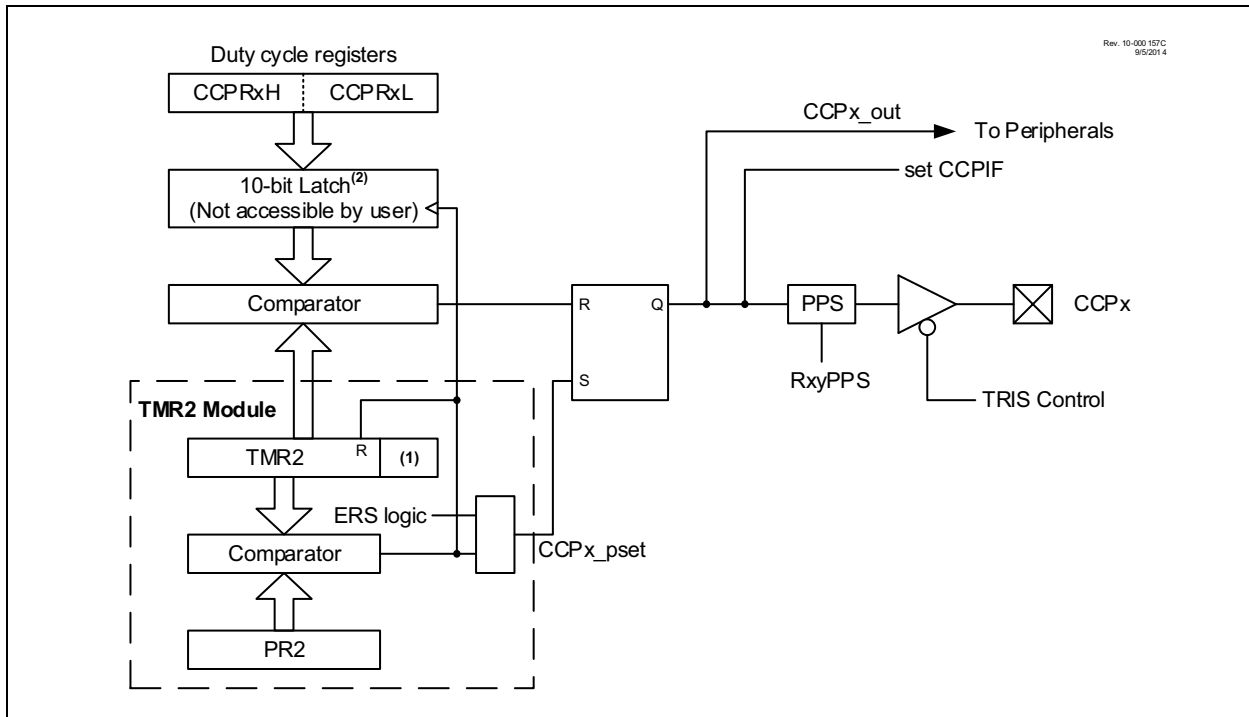 Rev. 10-000 157C
9/5/201 4
Duty cycle registers
CCPRxH CCPRxL
CCPx_out
To Peripherals
set CCPIF
10-bit Latch(2)
(Not accessible by user)
Comparator
R Q
S
PPS
CCPx
RxyPPS
TRIS Control
TMR2 Module
TMR2 R (1)
ERS logic
Comparator
CCPx_pset
PR2